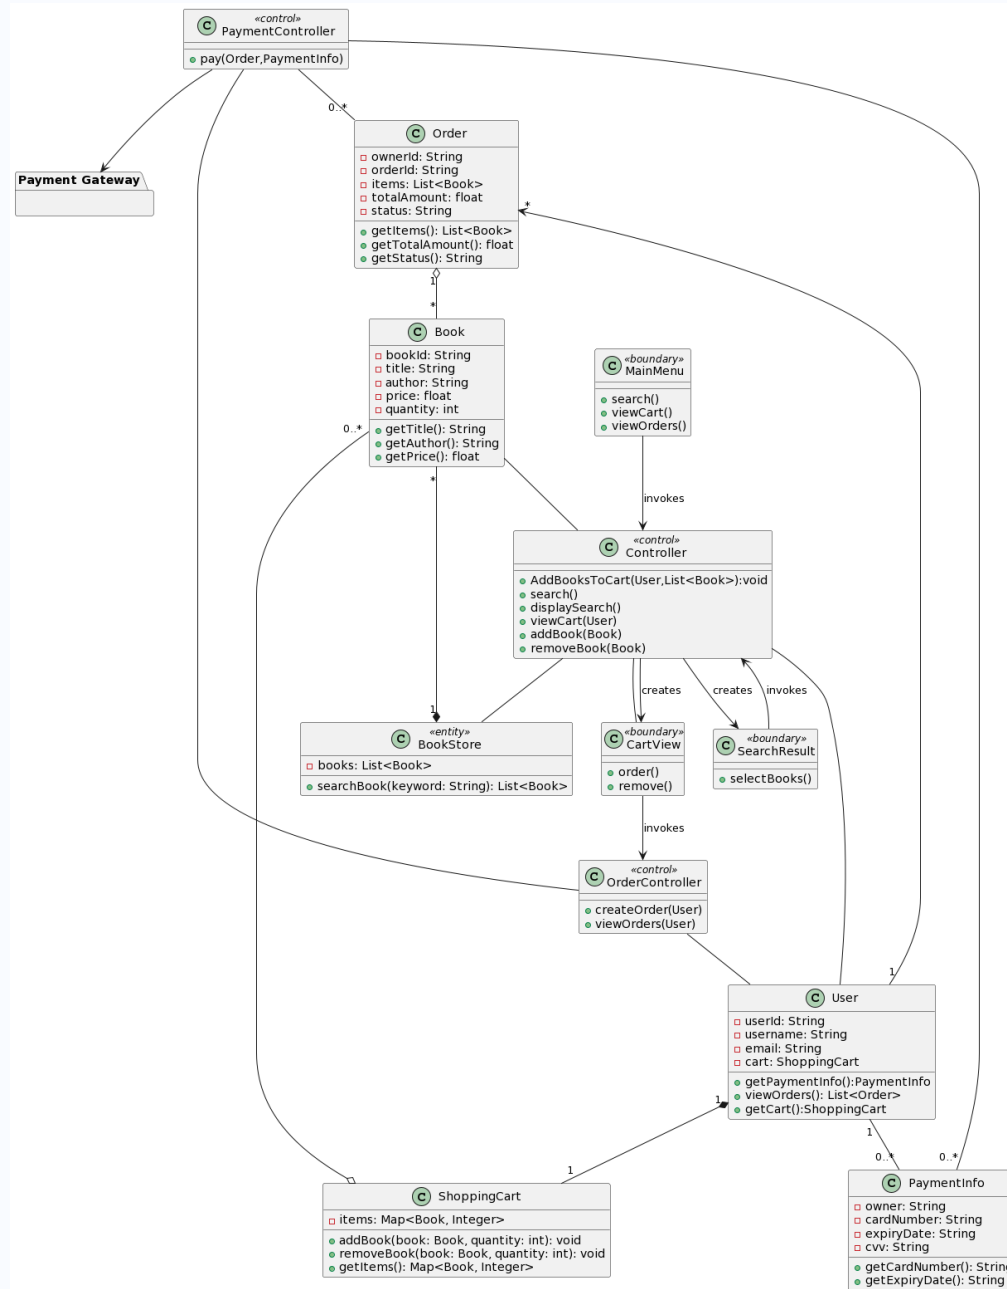 «control»
PaymentController
pay(Order,PaymentInfo)
0..*
Order
ownerId: String
orderId: String
items: List<Book>
totalAmount: float
status: String
getItems(): List<Book>
getTotalAmount(): float
getStatus(): String
Payment Gateway
*
1
*
Book
bookId: String
title: String
author: String
price: float
quantity: int
getTitle(): String
getAuthor(): String
getPrice(): float
0..*
*
«boundary»
MainMenu
search()
viewCart()
viewOrders()
invokes
«control»
Controller
AddBooksToCart(User,List<Book>):void
search()
displaySearch()
viewCart(User)
addBook(Book)
removeBook(Book)
creates
creates
invokes
1
«entity»
BookStore
books: List<Book>
searchBook(keyword: String): List<Book>
«boundary»
CartView
order()
remove()
«boundary»
SearchResult
selectBooks()
invokes
«control»
OrderController
createOrder(User)
viewOrders(User)
1
User
userId: String
username: String
email: String
cart: ShoppingCart
getPaymentInfo():PaymentInfo
viewOrders(): List<Order>
getCart():ShoppingCart
1
1
1
0..*
0..*
ShoppingCart
items: Map<Book, Integer>
addBook(book: Book, quantity: int): void
removeBook(book: Book, quantity: int): void
getItems(): Map<Book, Integer>
PaymentInfo
owner: String
cardNumber: String
expiryDate: String
cvv: String
getCardNumber(): String
getExpiryDate(): String